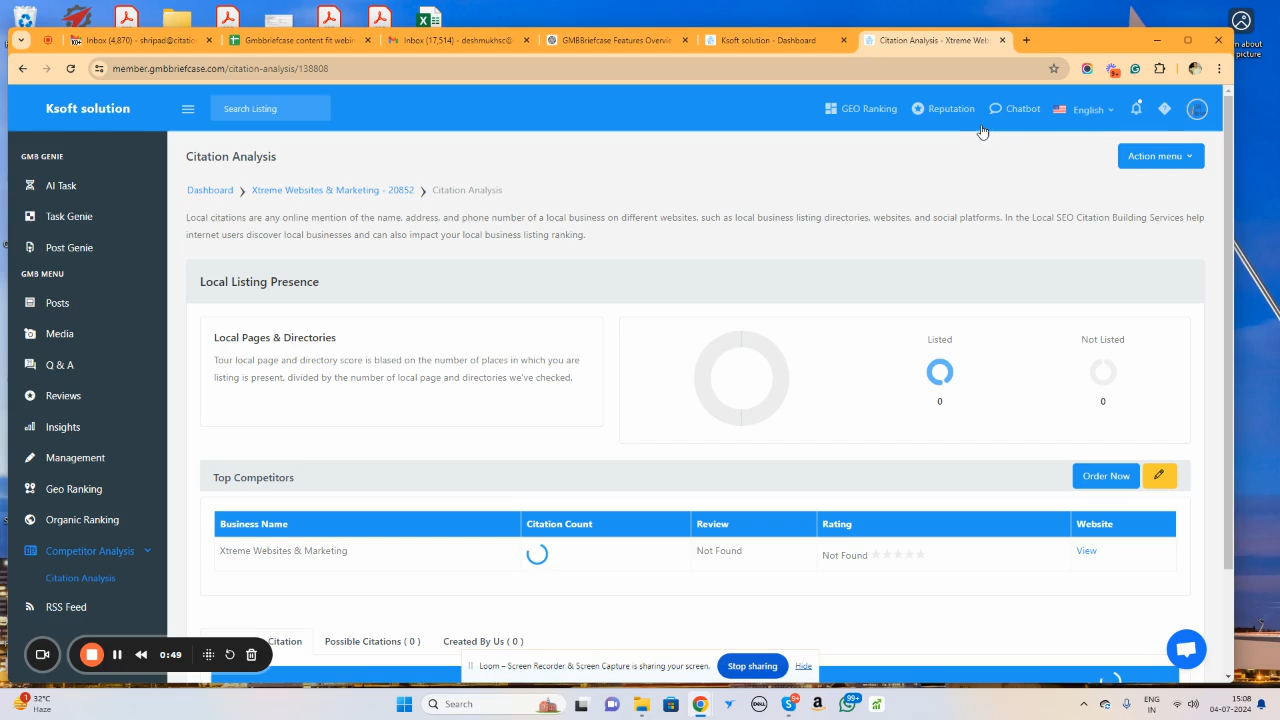 Inbox (4,870) - shripad@citatio
Gmbbriefcase content fit webin
Inbox (17,514) - deshmukhsc@
GMBBriefcase Features Overvie
Ksoft solution - Dashboard
Citation Analysis - Xtreme Web
member.gmbbriefcase.com/citation-analysis/138808
n about
picture
Ksoft solution
Search Listing
GEO Ranking
Reputation
Chatbot
English
GMB GENIE
AI Task
Task Genie
Post Genie
GMB MENU
Posts
Media
Q & A
Reviews
Insights
Management
Geo Ranking
Organic Ranking
Competitor Analysis
Citation Analysis
RSS Feed
Citation Analysis
Action menu
Dashboard
Xtreme Websites & Marketing - 20852
Citation Analysis
Local citations are any online mention of the name, address, and phone number of a local business on different websites, such as local business listing directories, websites, and social platforms. In the Local SEO Citation Building Services help
internet users discover local businesses and can also impact your local business listing ranking.
Local Listing Presence
Local Pages & Directories
Tour local page and directory score is blased on the number of places in which you are
listing is present, divided by the number of local page and directories we've checked.
Listed
0
Not Listed
0
Top Competitors
Order Now
Business Name
Citation Count
Review
Rating
Website
Xtreme Websites & Marketing
Not Found
Not Found
View
Citation
Possible Citations ( 0 )
Created By Us ( 0 )
0:49
Loom – Screen Recorder & Screen Capture is sharing your screen.
Stop sharing
Hide
32°C
Haze
Search
99+
ENG
IN
15:08
04-07-2024